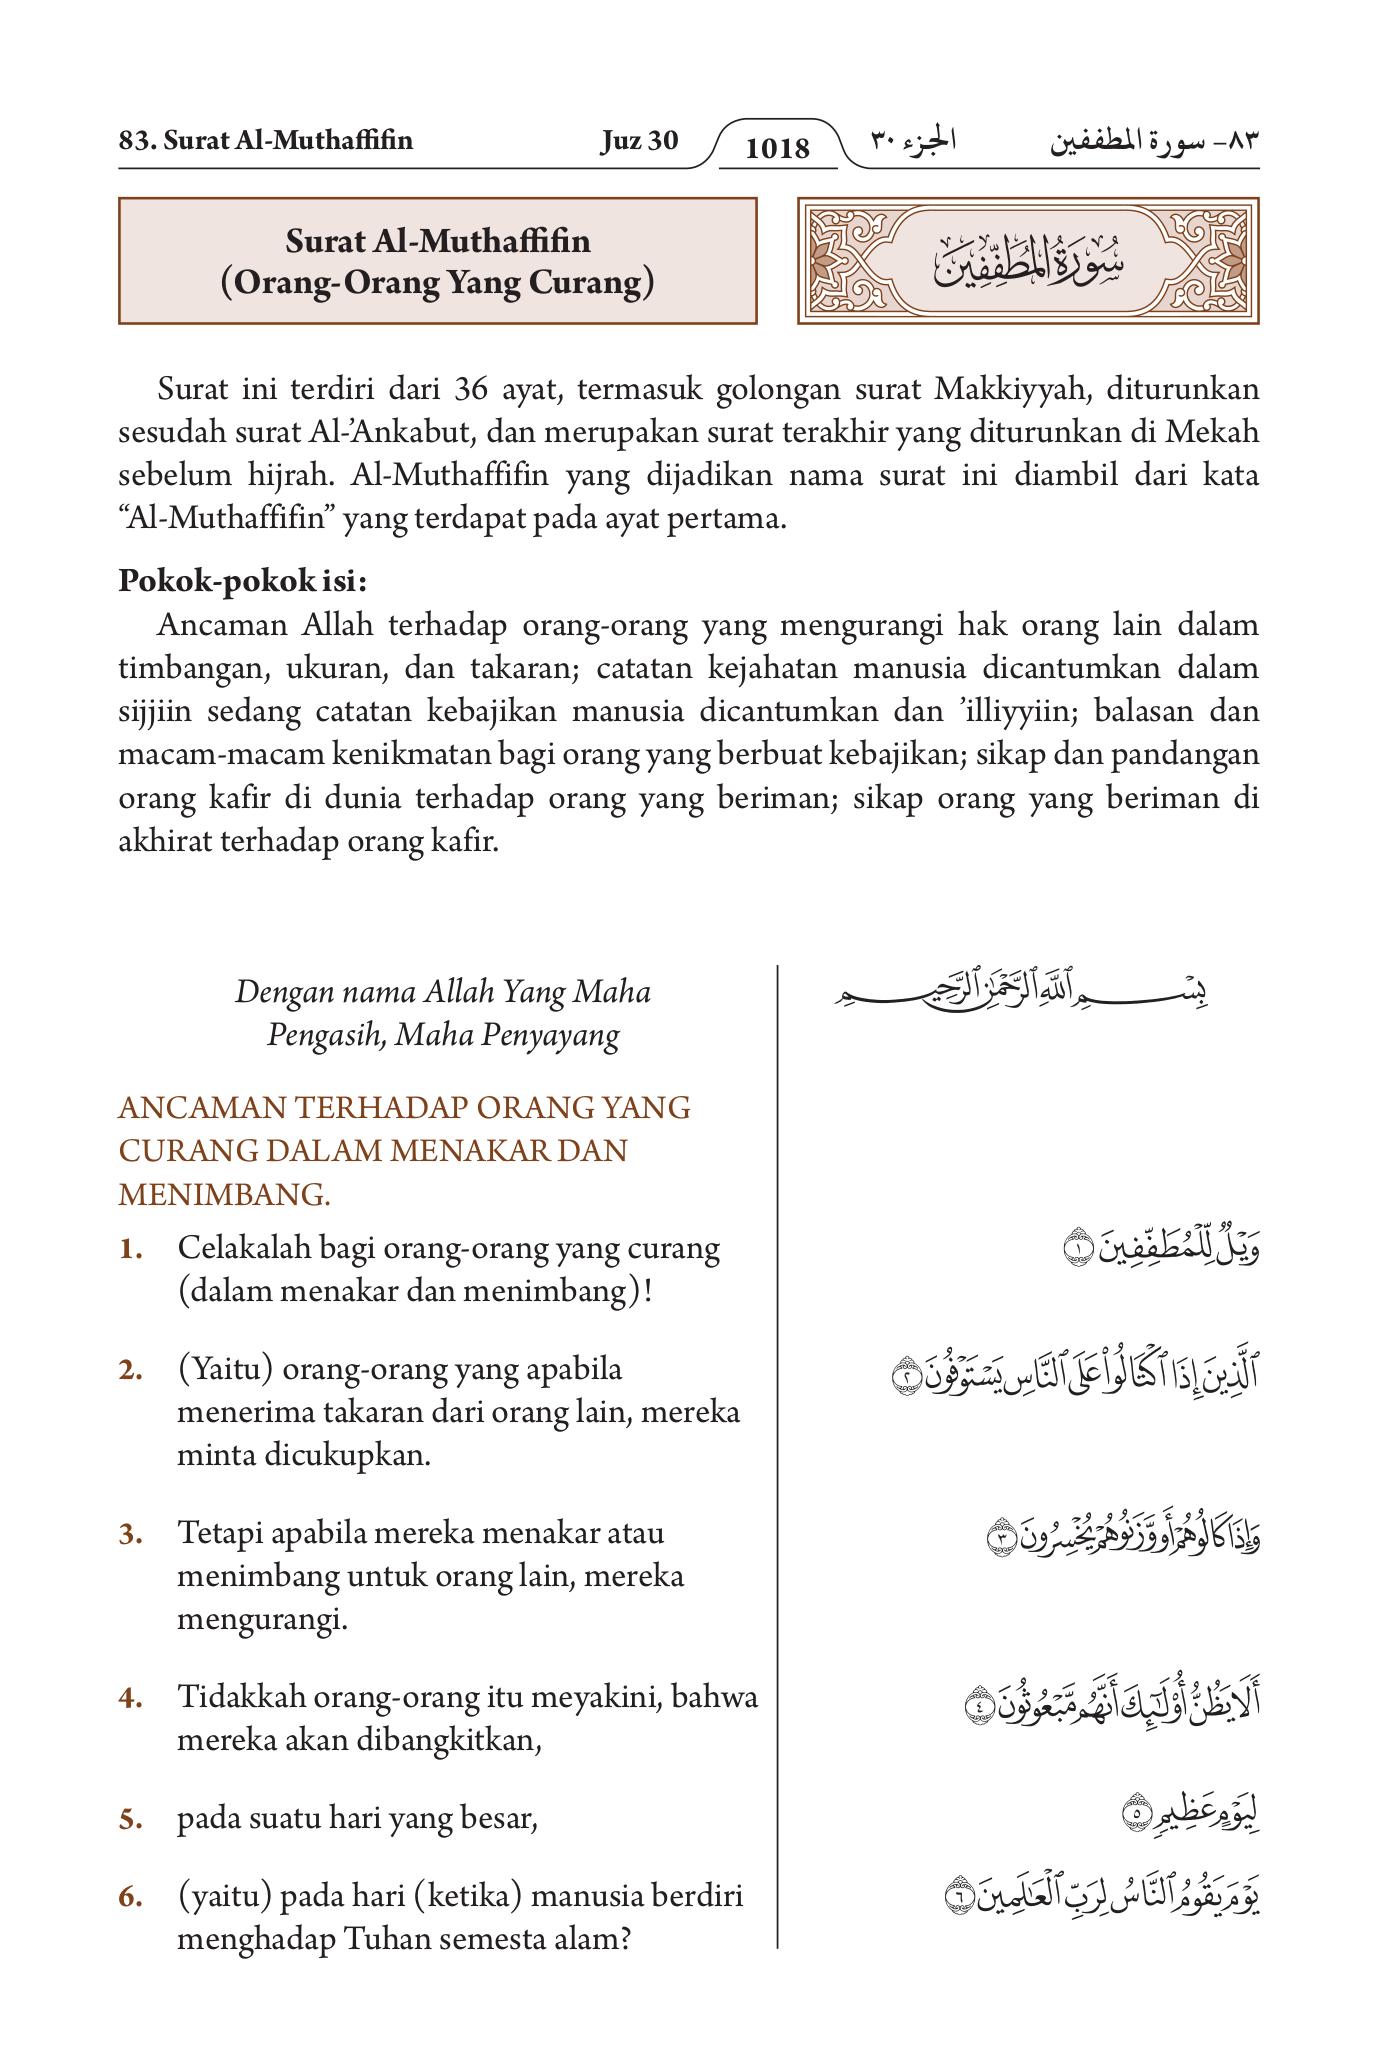 83. Surat Al-Muthaffifin Juz 30 1018 الجزء ٣٠ ٨٣– سورة المطففين
Surat Al-Muthaffifin
(Orang-Orang Yang Curang)
سُورَةُ المُطَفِّفِينَ
Surat ini terdiri dari 36 ayat, termasuk golongan surat Makkiyyah, diturunkan
sesudah surat Al-’Ankabut, dan merupakan surat terakhir yang diturunkan di Mekah
sebelum hijrah. Al-Muthaffifin yang dijadikan nama surat ini diambil dari kata
“Al-Muthaffifin” yang terdapat pada ayat pertama.
Pokok-pokok isi:
Ancaman Allah terhadap orang-orang yang mengurangi hak orang lain dalam
timbangan, ukuran, dan takaran; catatan kejahatan manusia dicantumkan dalam
sijjiin sedang catatan kebajikan manusia dicantumkan dan ’illiyyiin; balasan dan
macam-macam kenikmatan bagi orang yang berbuat kebajikan; sikap dan pandangan
orang kafir di dunia terhadap orang yang beriman; sikap orang yang beriman di
akhirat terhadap orang kafir.
Dengan nama Allah Yang Maha
Pengasih, Maha Penyayang
بِسْمِ ٱللَّهِ ٱلرَّحْمَٰنِ ٱلرَّحِيمِ
ANCAMAN TERHADAP ORANG YANG
CURANG DALAM MENAKAR DAN
MENIMBANG.
1. Celakalah bagi orang-orang yang curang
(dalam menakar dan menimbang)!
وَيْلٌ لِّلْمُطَفِّفِينَ ١
2. (Yaitu) orang-orang yang apabila
menerima takaran dari orang lain, mereka
minta dicukupkan.
ٱلَّذِينَ إِذَا ٱكْتَالُوا۟ عَلَى ٱلنَّاسِ يَسْتَوْفُونَ ٢
3. Tetapi apabila mereka menakar atau
menimbang untuk orang lain, mereka
mengurangi.
وَإِذَا كَالُوهُمْ أَو وَّزَنُوهُمْ يُخْسِرُونَ ٣
4. Tidakkah orang-orang itu meyakini, bahwa
mereka akan dibangkitkan,
أَلَا يَظُنُّ أُو۟لَٰٓئِكَ أَنَّهُم مَّبْعُوثُونَ ٤
5. pada suatu hari yang besar,
لِيَوْمٍ عَظِيمٍ ٥
6. (yaitu) pada hari (ketika) manusia berdiri
menghadap Tuhan semesta alam?
يَوْمَ يَقُومُ ٱلنَّاسُ لِرَبِّ ٱلْعَٰلَمِينَ ٦